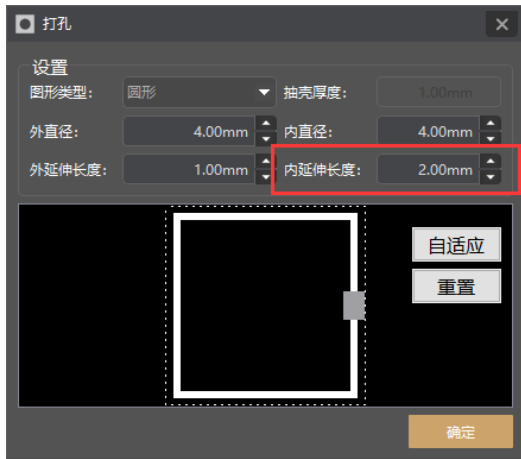 打孔
设置
图形类型： 圆形 抽壳厚度： 1.00mm
外直径： 4.00mm 内直径： 4.00mm
外延伸长度： 1.00mm 内延伸长度： 2.00mm
自适应
重置
确定